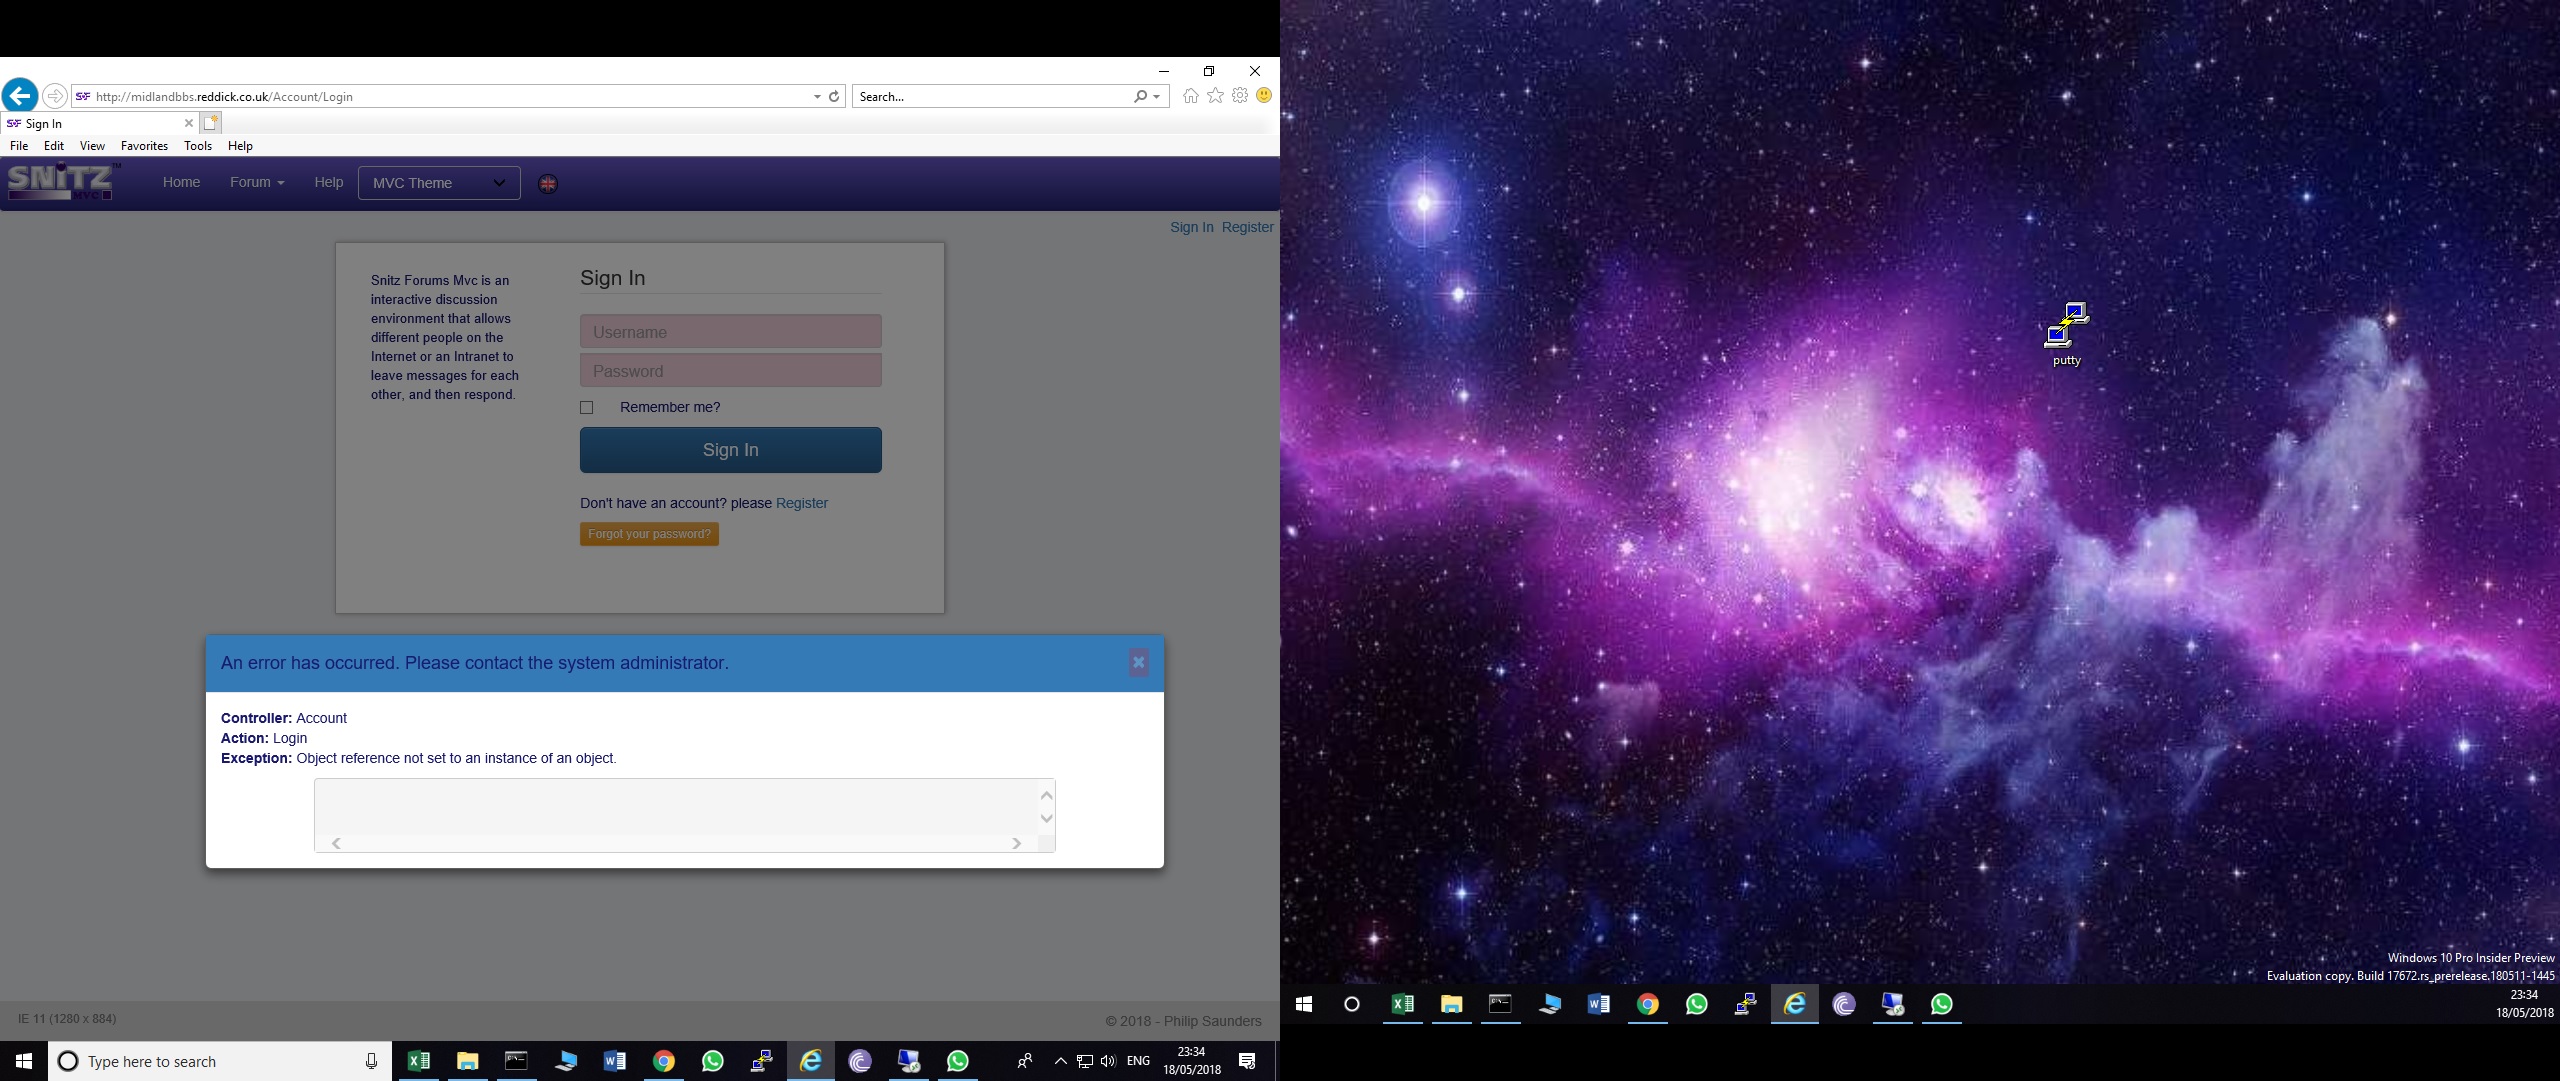 http://midlandbbs.reddick.co.uk/Account/Login
Search...
Sign In
File Edit View Favorites Tools Help
SNiTZ™
MVC
Home Forum Help MVC Theme
Sign In Register
Snitz Forums Mvc is an
interactive discussion
environment that allows
different people on the
Internet or an Intranet to
leave messages for each
other, and then respond.
Sign In
Username
Password
Remember me?
Sign In
Don't have an account? please Register
Forgot your password?
An error has occurred. Please contact the system administrator.
Controller: Account
Action: Login
Exception: Object reference not set to an instance of an object.
IE 11 (1280 x 884)
© 2018 - Philip Saunders
Type here to search
ENG
23:34
18/05/2018
putty
Windows 10 Pro Insider Preview
Evaluation copy. Build 17672.rs_prerelease.180511-1445
23:34
18/05/2018